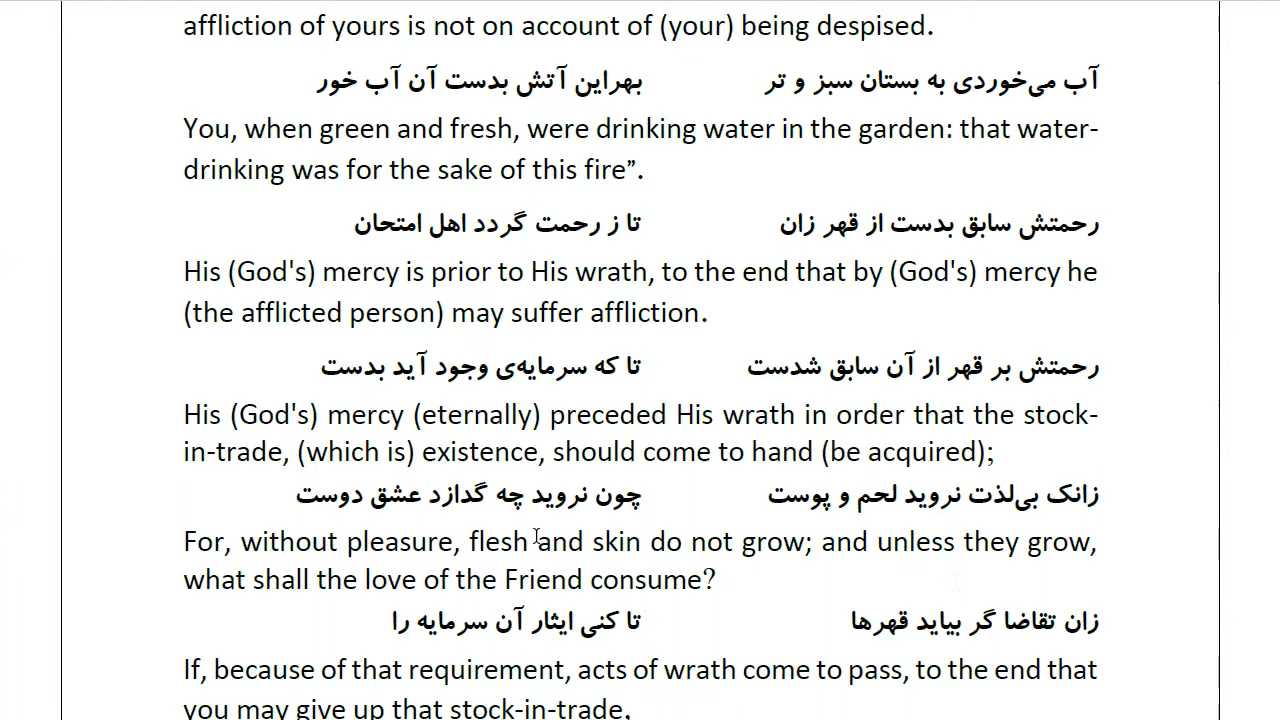 affliction of yours is not on account of (your) being despised.
آب می‌خوردی به بستان سبز و تر بهراین آتش بدست آن آب خور
You, when green and fresh, were drinking water in the garden: that water-
drinking was for the sake of this fire”.
رحمتش سابق بدست از قهر زان تا ز رحمت گردد اهل امتحان
His (God's) mercy is prior to His wrath, to the end that by (God's) mercy he
(the afflicted person) may suffer affliction.
رحمتش بر قهر از آن سابق شدست تا که سرمایه‌ی وجود آید بدست
His (God's) mercy (eternally) preceded His wrath in order that the stock-
in-trade, (which is) existence, should come to hand (be acquired);
زانک بی‌لذت نروید لحم و پوست چون نروید چه گدازد عشق دوست
For, without pleasure, flesh and skin do not grow; and unless they grow,
what shall the love of the Friend consume?
زان تقاضا گر بیاید قهرها تا کنی ایثار آن سرمایه را
If, because of that requirement, acts of wrath come to pass, to the end that
you may give up that stock-in-trade,